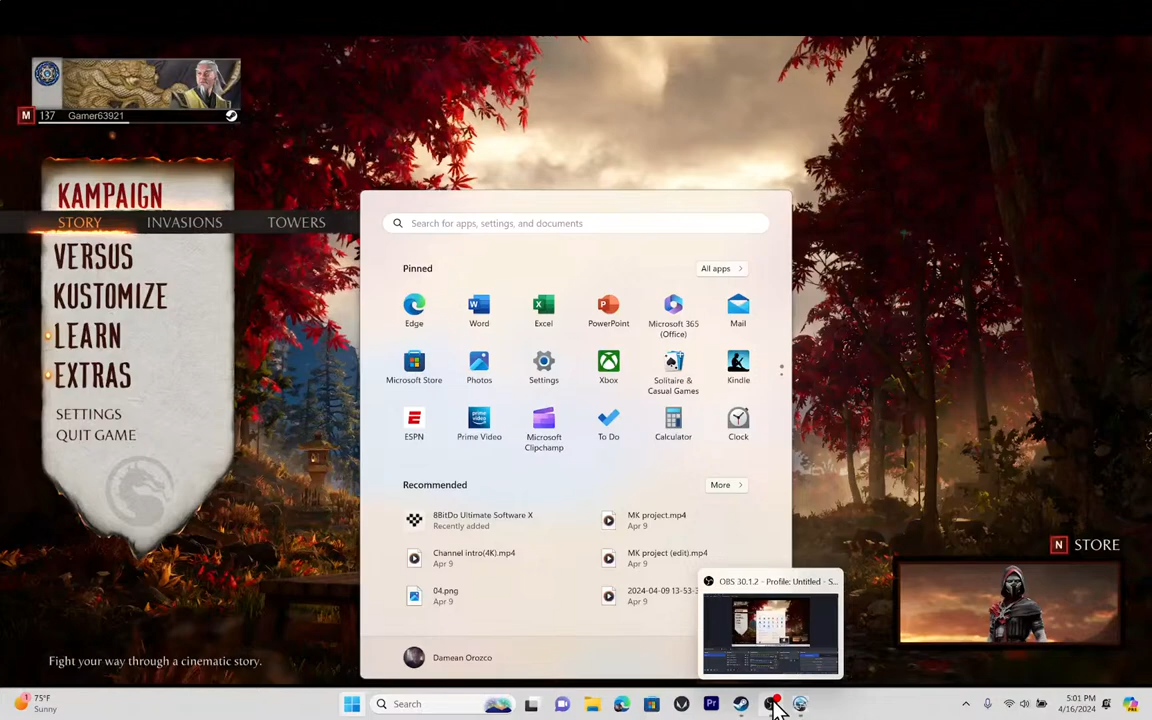 M 137 Gamer63921
KAMPAIGN
STORY INVASIONS TOWERS
VERSUS
KUSTOMIZE
LEARN
EXTRAS
SETTINGS
QUIT GAME
Fight your way through a cinematic story.
N STORE
Search for apps, settings, and documents
Pinned
All apps
Edge
Word
Excel
PowerPoint
Microsoft 365
(Office)
Mail
Microsoft Store
Photos
Settings
Xbox
Solitaire &
Casual Games
Kindle
ESPN
Prime Video
Microsoft
Clipchamp
To Do
Calculator
Clock
Recommended
More
8BitDo Ultimate Software X
Recently added
MK project.mp4
Apr 9
Channel intro(4K).mp4
Apr 9
MK project (edit).mp4
Apr 9
04.png
Apr 9
2024-04-09 13-53-3
Apr 9
OBS 30.1.2 - Profile: Untitled - S...
Damean Orozco
75°F
Sunny
Search
5:01 PM
4/16/2024